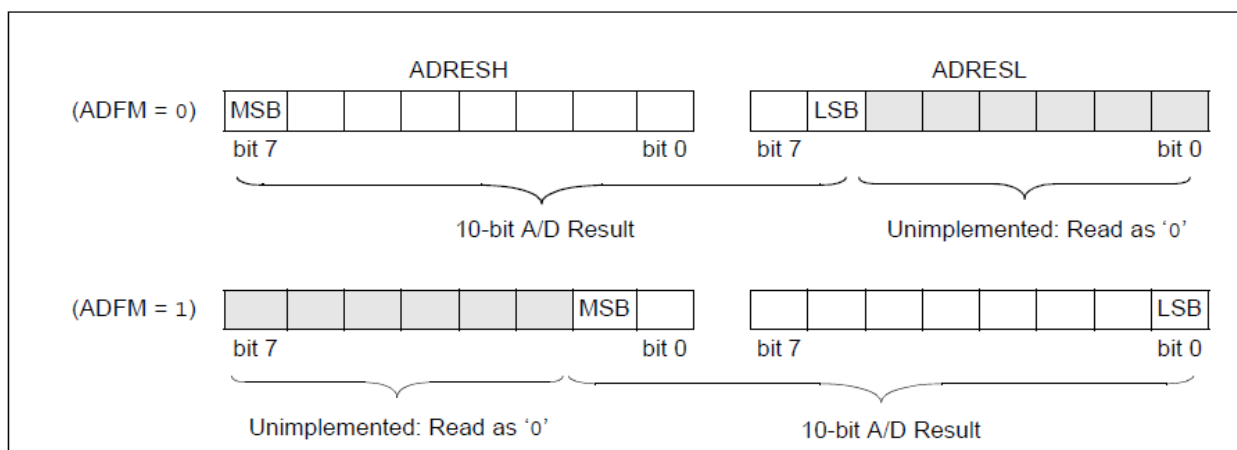 ADRESH ADRESL
(ADFM = 0) MSB LSB
bit 7 bit 0 bit 7 bit 0
10-bit A/D Result Unimplemented: Read as ‘0’
(ADFM = 1) MSB LSB
bit 7 bit 0 bit 7 bit 0
Unimplemented: Read as ‘0’ 10-bit A/D Result